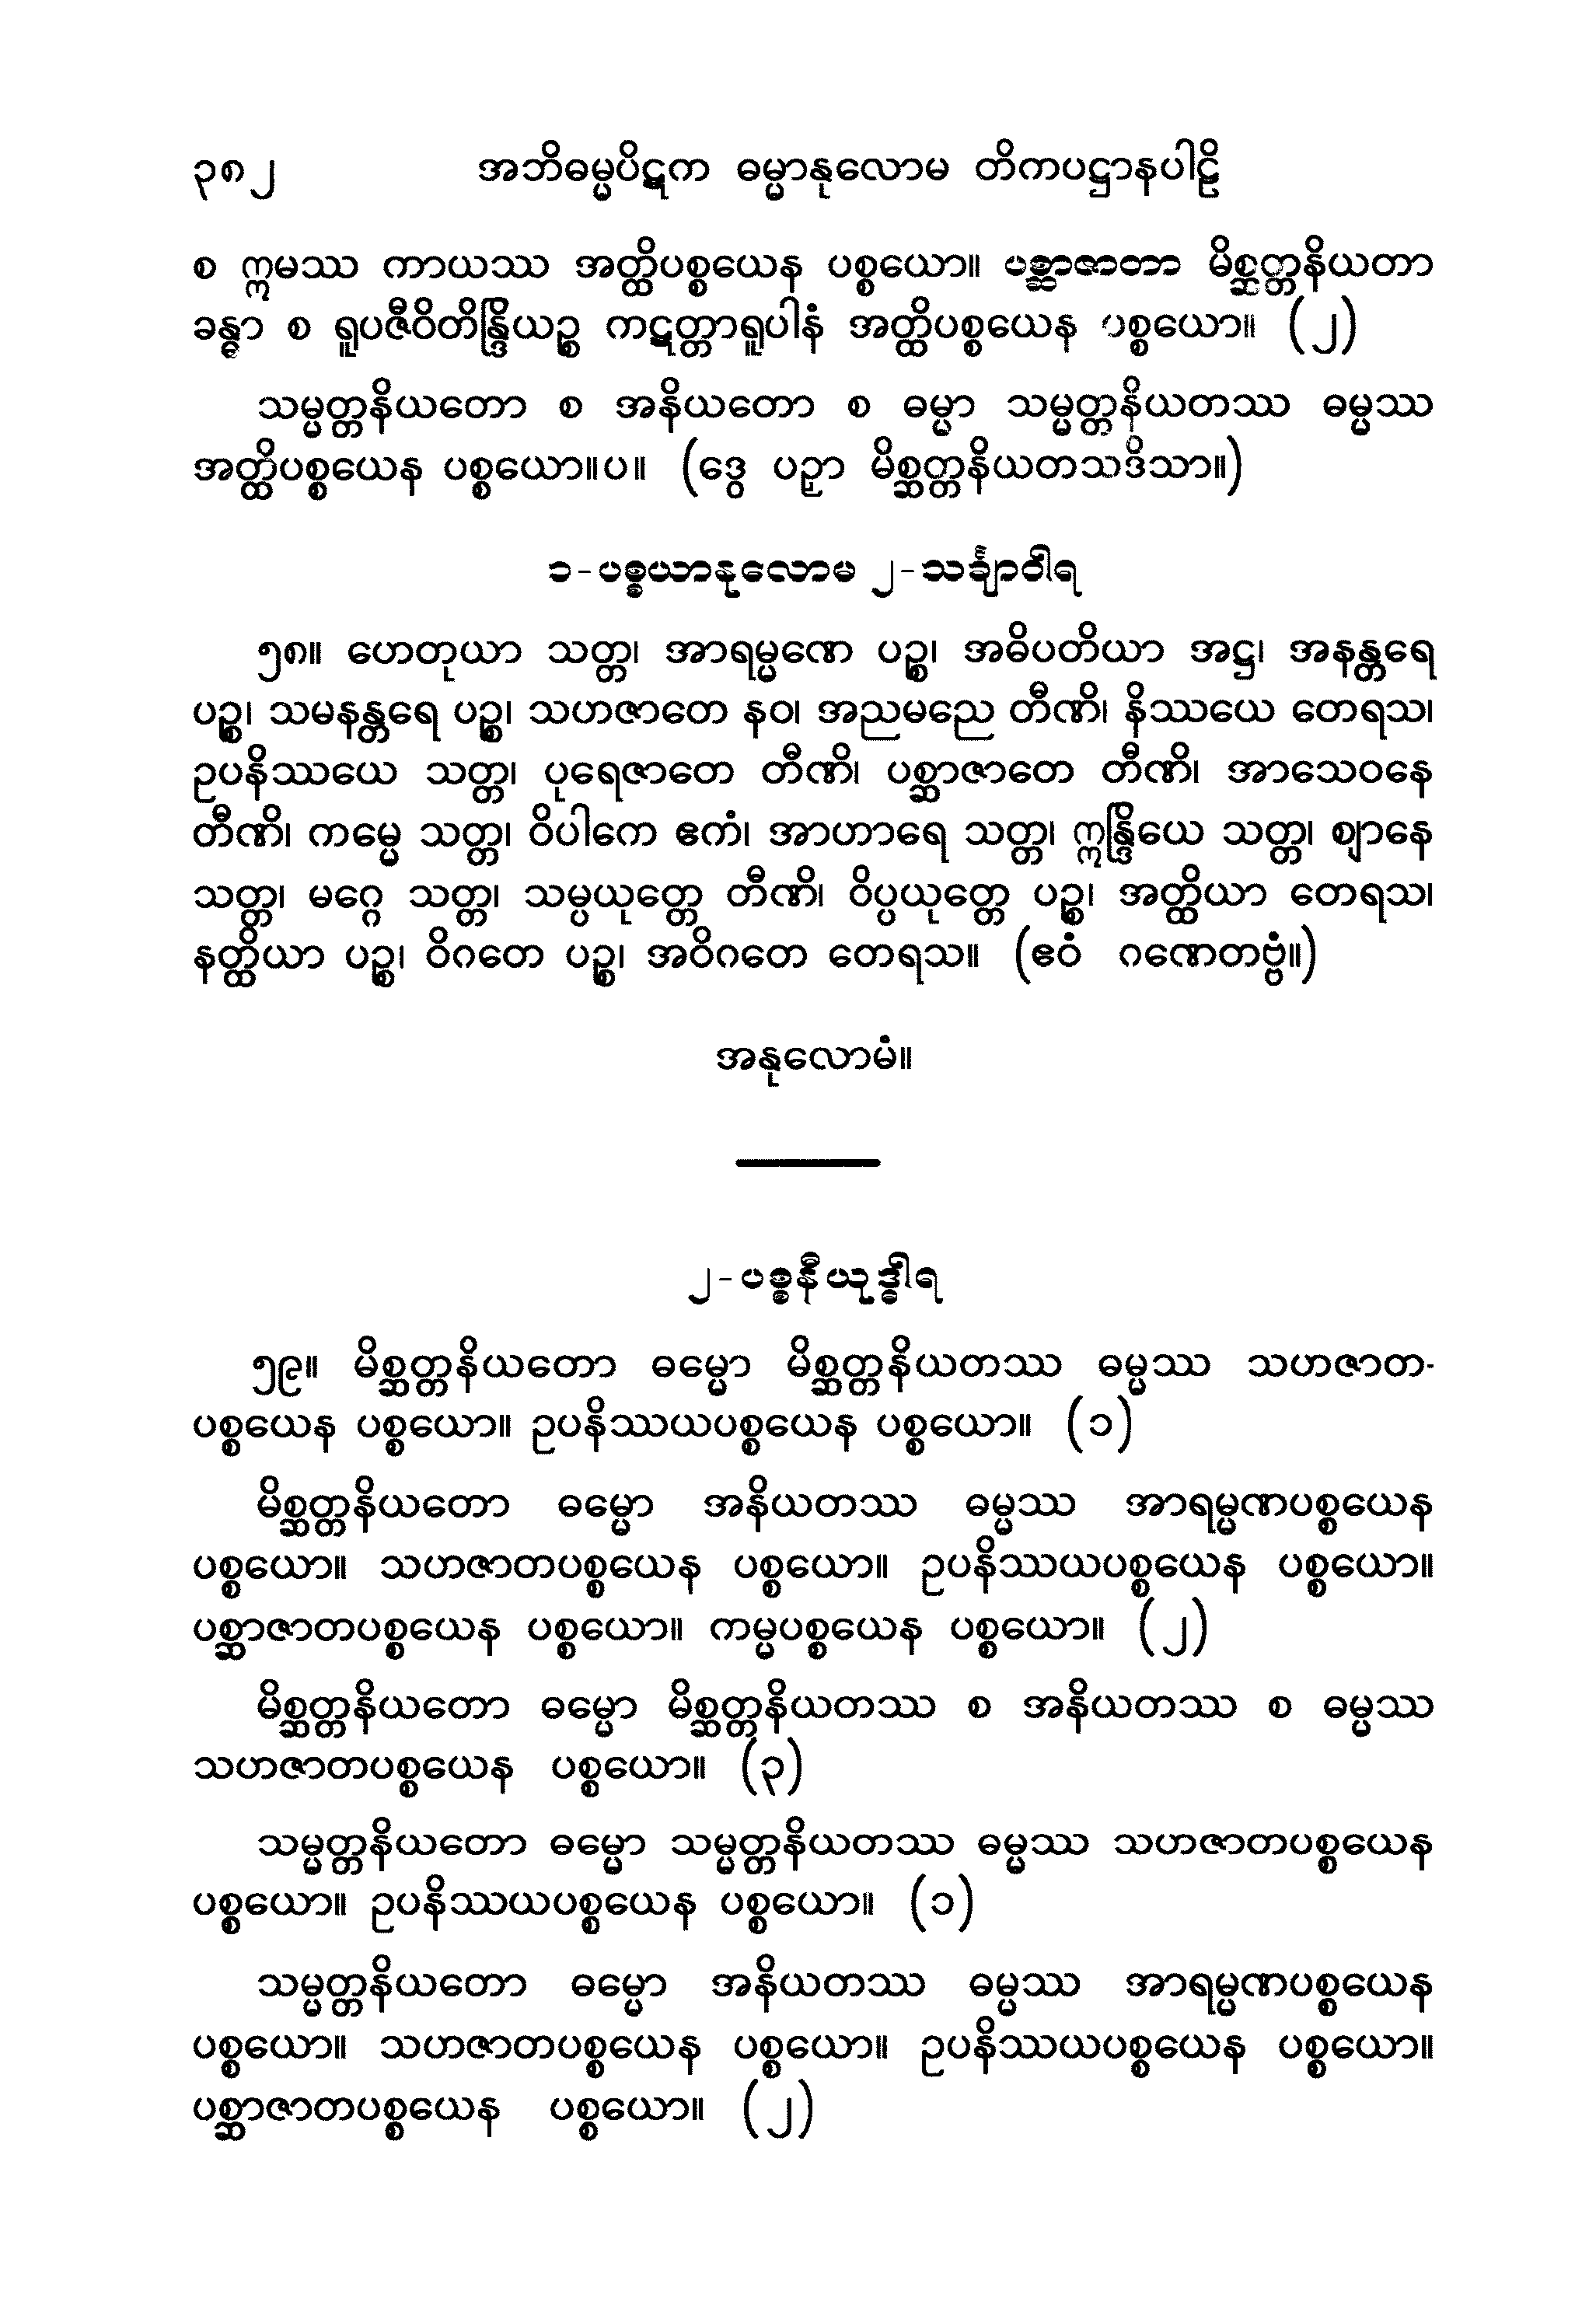 ၃၈၂ အဘိဓမ္မပိဋက ဓမ္မာနုလောမ တိကပဋ္ဌာနပါဠိ
စ ဣမဿ ကာယဿ အတ္ထိပစ္စယေန ပစ္စယော။ ပစ္ဆာဇာတာ မိစ္ဆတ္တနိယတာ
ခန္ဓာ စ ရူပဇီဝိတိန္ဒြိယဉ္စ ကဋတ္တာရူပါနံ အတ္ထိပစ္စယေန ပစ္စယော။ (၂)
သမ္မတ္တနိယတော စ အနိယတော စ ဓမ္မာ သမ္မတ္တနိယတဿ ဓမ္မဿ
အတ္ထိပစ္စယေန ပစ္စယော။ပ။ (ဒွေ ပဉှာ မိစ္ဆတ္တနိယတသဒိသာ။)
၁-ပစ္စယာနုလောမ ၂-သင်္ချာဝါရ
၅၈။ ဟေတုယာ သတ္တ၊ အာရမ္မဏေ ပဉ္စ၊ အဓိပတိယာ အဋ္ဌ၊ အနန္တရေ
ပဉ္စ၊ သမနန္တရေ ပဉ္စ၊ သဟဇာတေ နဝ၊ အညမညေ တီဏိ၊ နိဿယေ တေရသ၊
ဥပနိဿယေ သတ္တ၊ ပုရေဇာတေ တီဏိ၊ ပစ္ဆာဇာတေ တီဏိ၊ အာသေဝနေ
တီဏိ၊ ကမ္မေ သတ္တ၊ ဝိပါကေ ဧကံ၊ အာဟာရေ သတ္တ၊ ဣန္ဒြိယေ သတ္တ၊ ဈာနေ
သတ္တ၊ မဂ္ဂေ သတ္တ၊ သမ္ပယုတ္တေ တီဏိ၊ ဝိပ္ပယုတ္တေ ပဉ္စ၊ အတ္ထိယာ တေရသ၊
နတ္ထိယာ ပဉ္စ၊ ဝိဂတေ ပဉ္စ၊ အဝိဂတေ တေရသ။ (ဧဝံ ဂဏေတဗ္ဗံ။)
အနုလောမံ။
၂-ပစ္စနီယုဒ္ဓါရ
၅၉။ မိစ္ဆတ္တနိယတော ဓမ္မော မိစ္ဆတ္တနိယတဿ ဓမ္မဿ သဟဇာတ-
ပစ္စယေန ပစ္စယော။ ဥပနိဿယပစ္စယေန ပစ္စယော။ (၁)
မိစ္ဆတ္တနိယတော ဓမ္မော အနိယတဿ ဓမ္မဿ အာရမ္မဏပစ္စယေန
ပစ္စယော။ သဟဇာတပစ္စယေန ပစ္စယော။ ဥပနိဿယပစ္စယေန ပစ္စယော။
ပစ္ဆာဇာတပစ္စယေန ပစ္စယော။ ကမ္မပစ္စယေန ပစ္စယော။ (၂)
မိစ္ဆတ္တနိယတော ဓမ္မော မိစ္ဆတ္တနိယတဿ စ အနိယတဿ စ ဓမ္မဿ
သဟဇာတပစ္စယေန ပစ္စယော။ (၃)
သမ္မတ္တနိယတော ဓမ္မော သမ္မတ္တနိယတဿ ဓမ္မဿ သဟဇာတပစ္စယေန
ပစ္စယော။ ဥပနိဿယပစ္စယေန ပစ္စယော။ (၁)
သမ္မတ္တနိယတော ဓမ္မော အနိယတဿ ဓမ္မဿ အာရမ္မဏပစ္စယေန
ပစ္စယော။ သဟဇာတပစ္စယေန ပစ္စယော။ ဥပနိဿယပစ္စယေန ပစ္စယော။
ပစ္ဆာဇာတပစ္စယေန ပစ္စယော။ (၂)